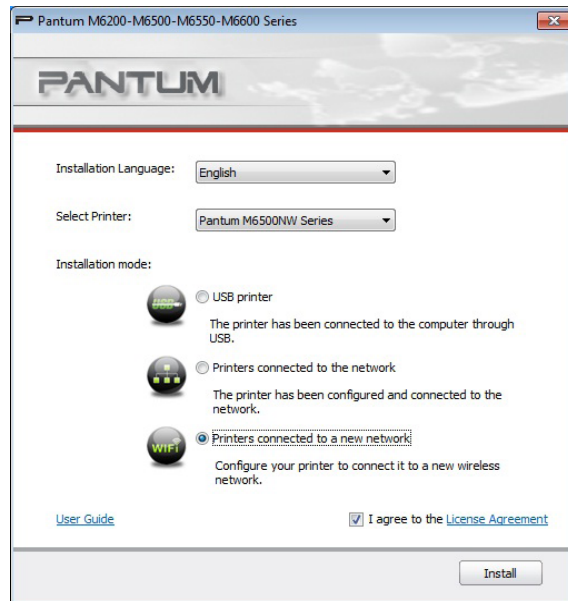 Pantum M6200-M6500-M6550-M6600 Series
PANTUM
Installation Language:
English
Select Printer:
Pantum M6500NW Series
Installation mode:
USB
USB printer
The printer has been connected to the computer through
USB.
Printers connected to the network
The printer has been configured and connected to the
network.
WIFI
Printers connected to a new network
Configure your printer to connect it to a new wireless
network.
User Guide
I agree to the License Agreement
Install